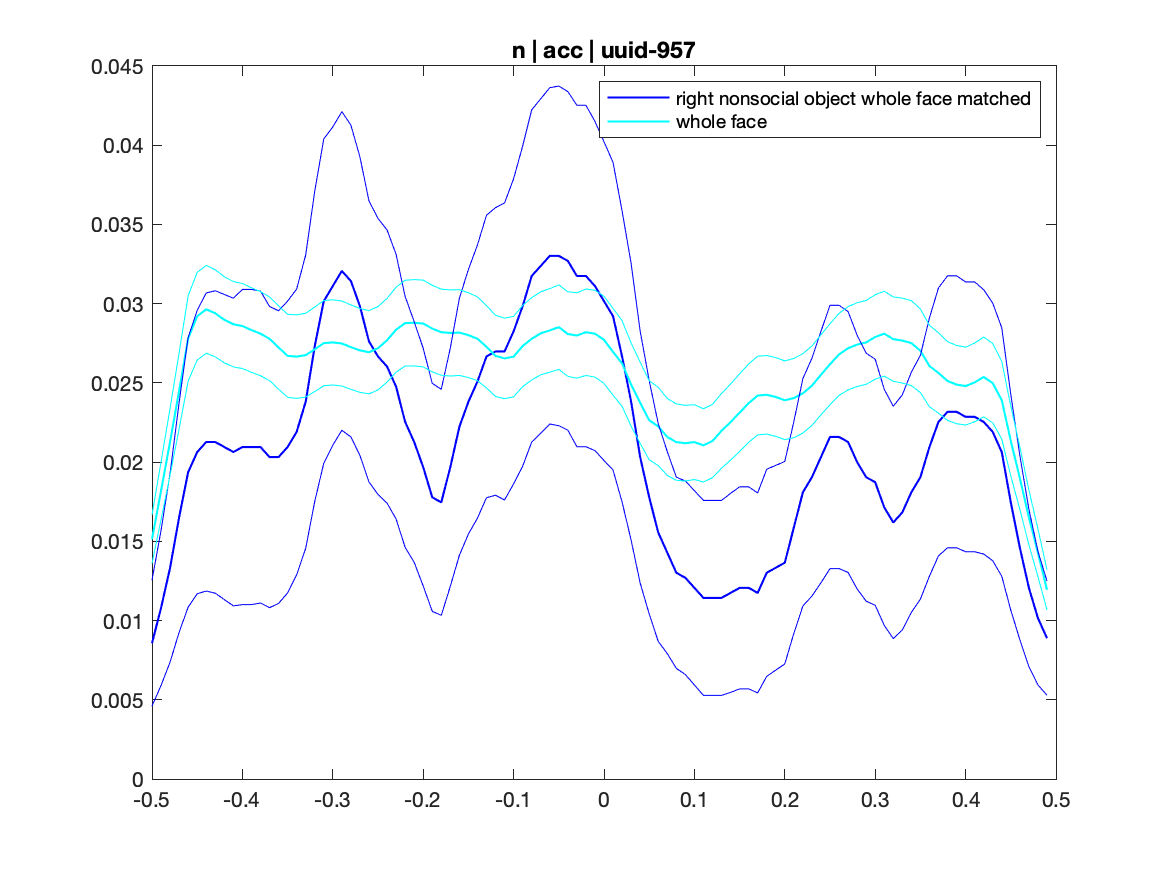 n | acc | uuid-957
0.045
0.04
0.035
0.03
0.025
0.02
0.015
0.01
0.005
0
right nonsocial object whole face matched
whole face
-0.5 -0.4 -0.3 -0.2 -0.1 0 0.1 0.2 0.3 0.4 0.5